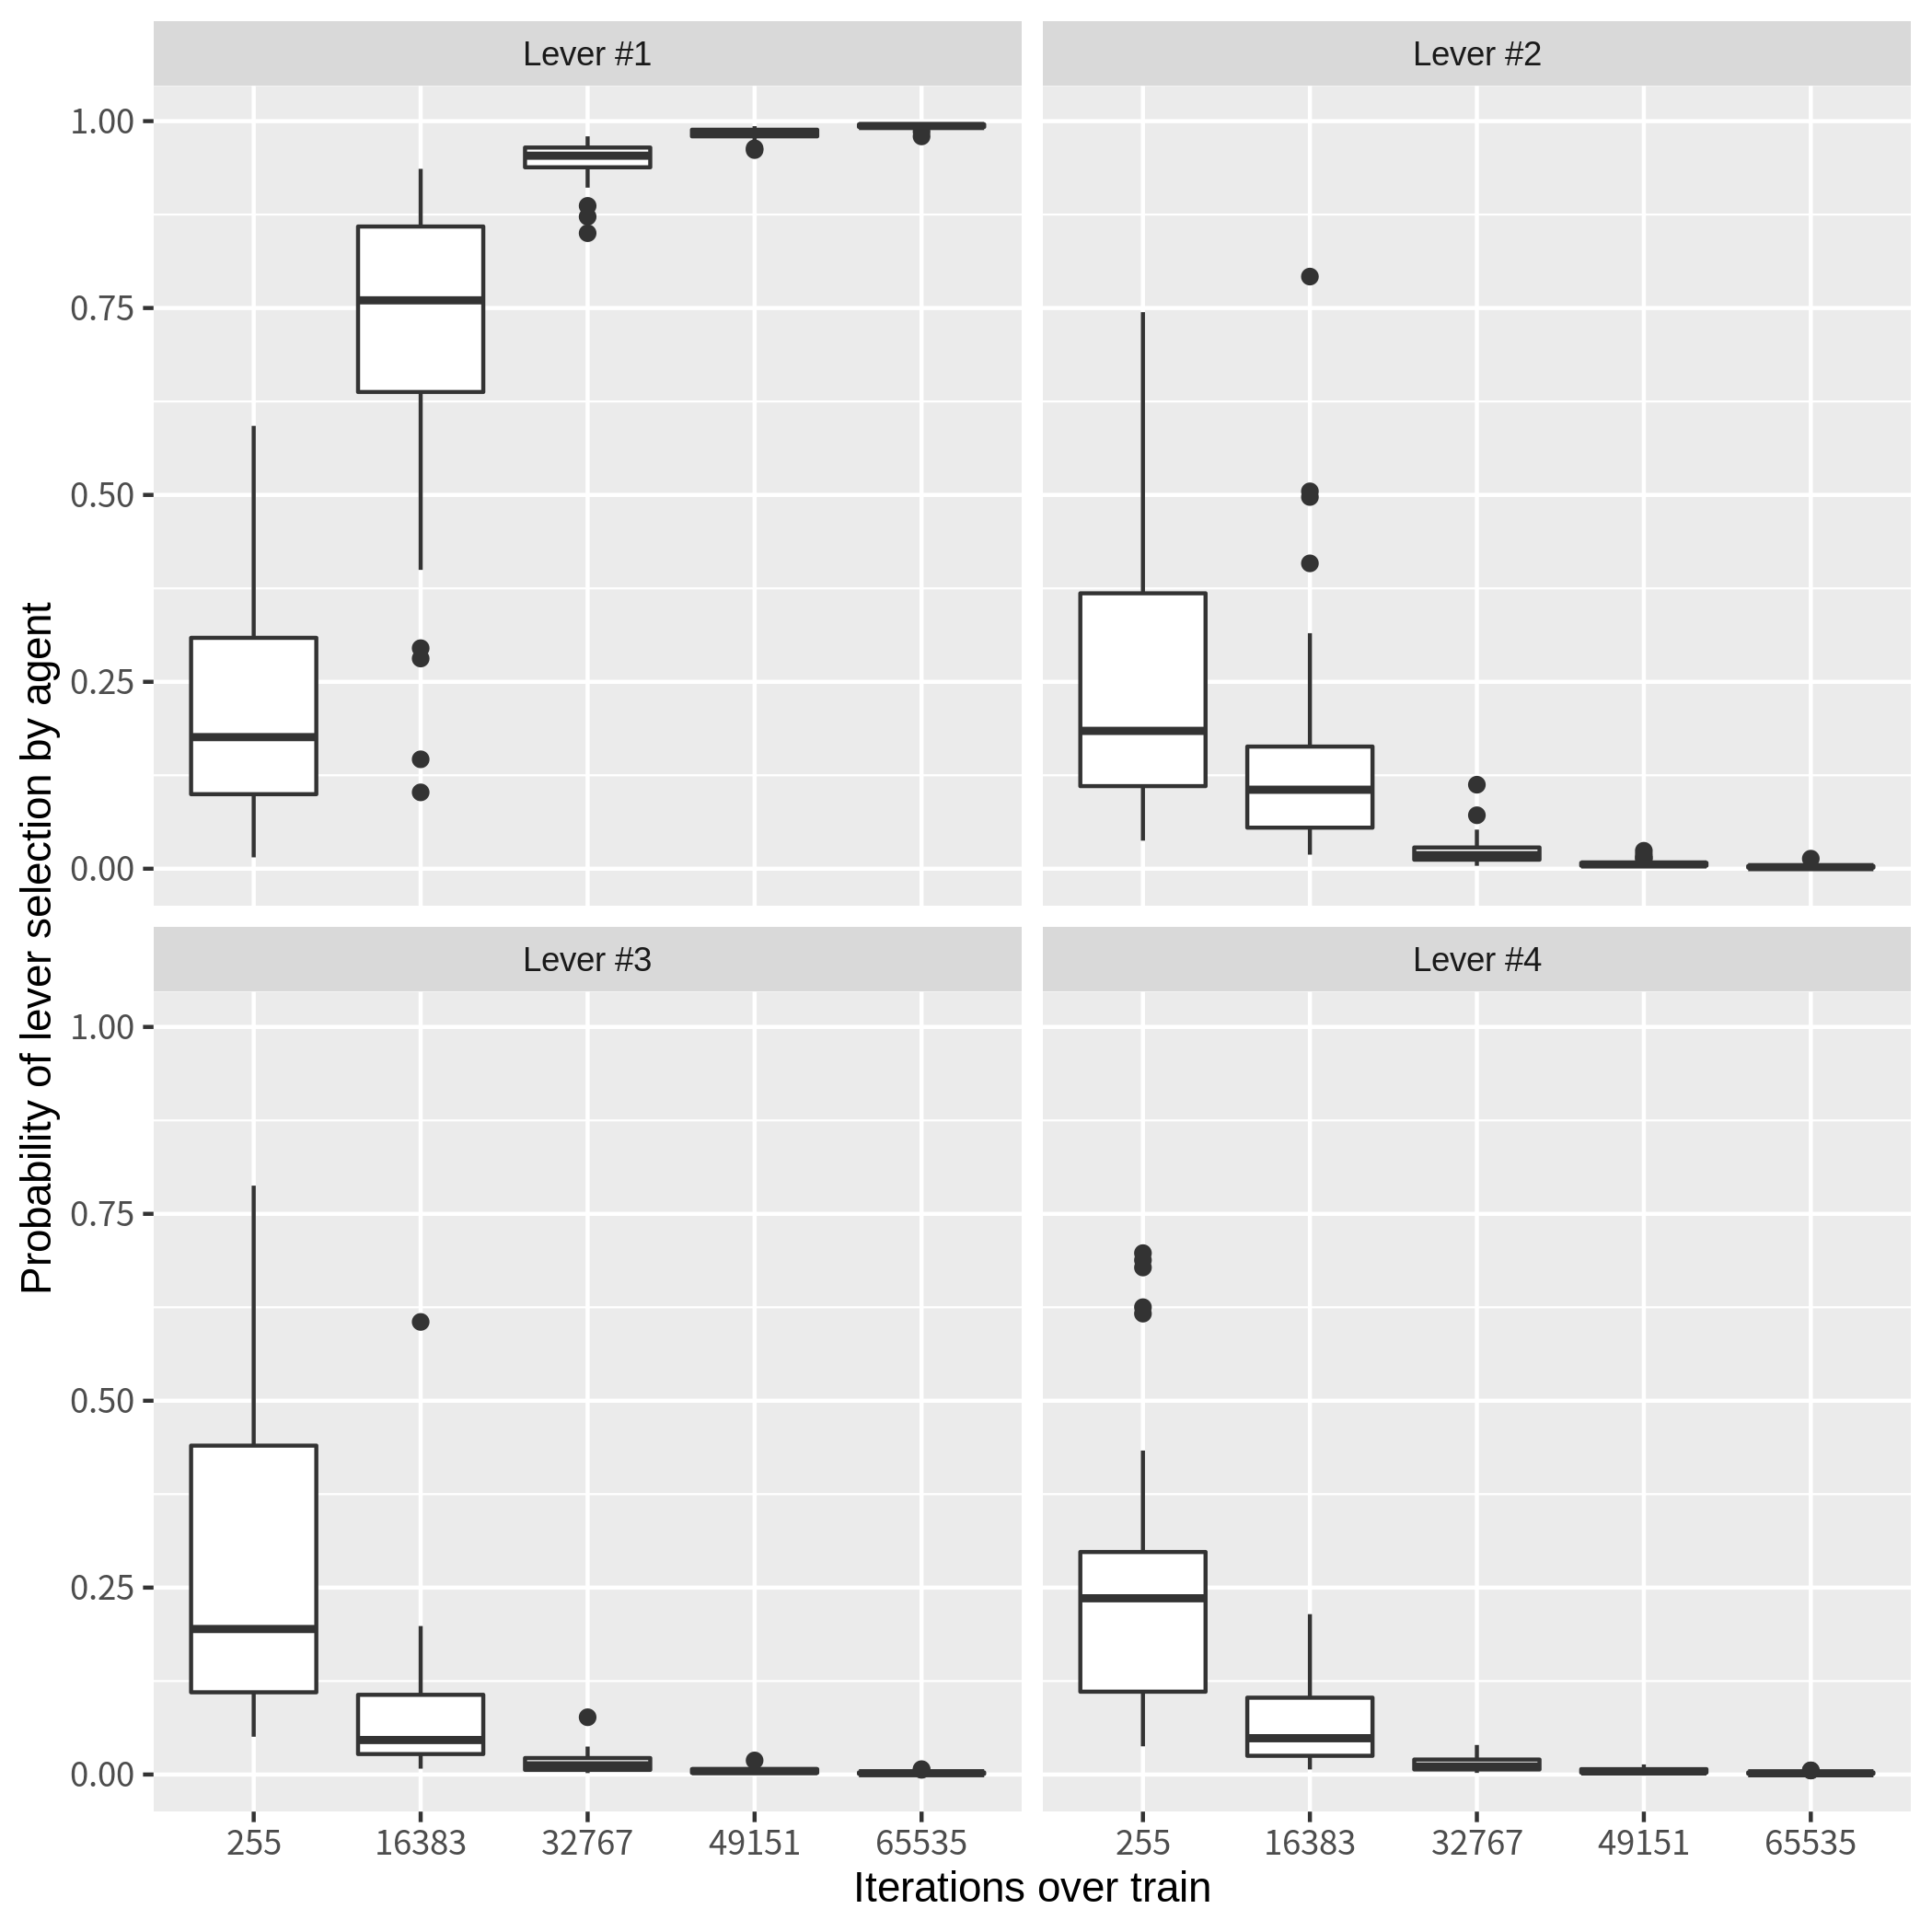 Lever #1
Lever #2
1.00
0.75
0.50
0.25
0.00
Lever #3
Lever #4
1.00
0.75
0.50
0.25
0.00
255 16383 32767 49151 65535
255 16383 32767 49151 65535
Iterations over train
Probability of lever selection by agent